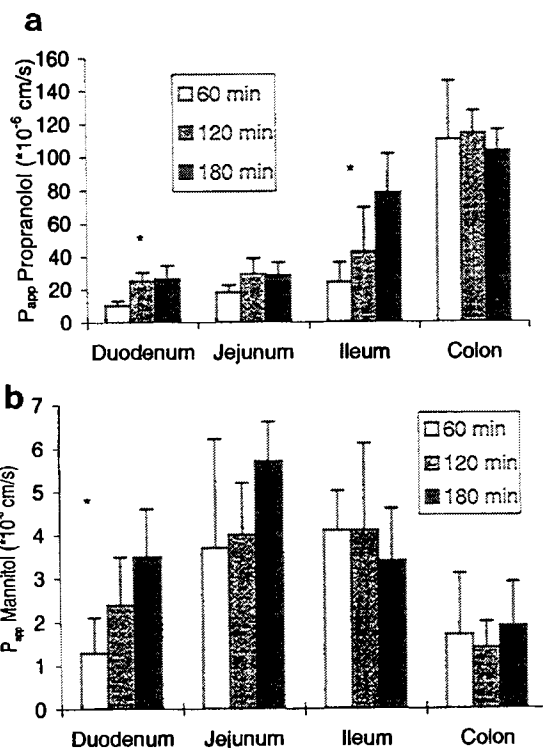 a
P app Propranolol (*10 -6 cm/s)
160
140
120
100
80
60
40
20
0
60 min
120 min
180 min
*
*
Duodenum Jejunum Ileum Colon
b
P app Mannitol (*10 -6 cm/s)
7
6
5
4
3
2
1
0
60 min
120 min
180 min
*
Duodenum Jejunum Ileum Colon